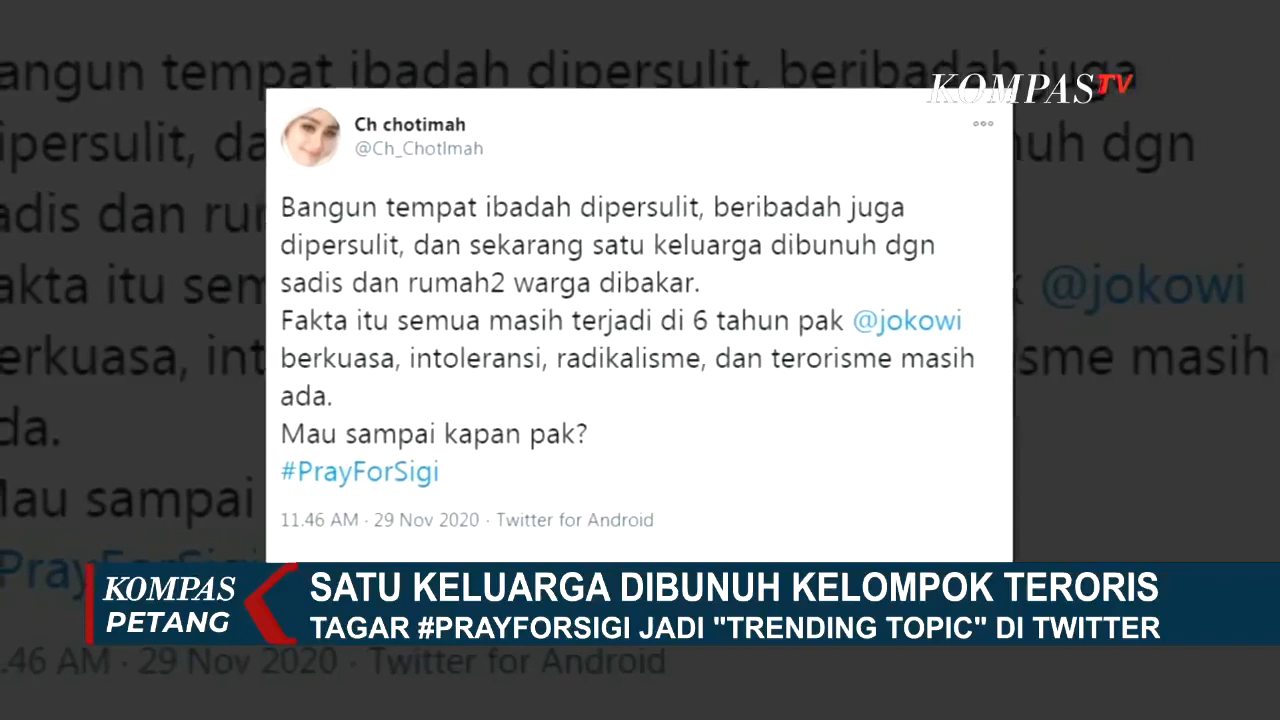 KOMPASTV
Ch chotimah
@Ch_ChotImah
Bangun tempat ibadah dipersulit, beribadah juga
dipersulit, dan sekarang satu keluarga dibunuh dgn
sadis dan rumah2 warga dibakar.
Fakta itu semua masih terjadi di 6 tahun pak @jokowi
berkuasa, intoleransi, radikalisme, dan terorisme masih
ada.
Mau sampai kapan pak?
#PrayForSigi
11.46 AM · 29 Nov 2020 · Twitter for Android
KOMPAS
PETANG
SATU KELUARGA DIBUNUH KELOMPOK TERORIS
TAGAR #PRAYFORSIGI JADI "TRENDING TOPIC" DI TWITTER